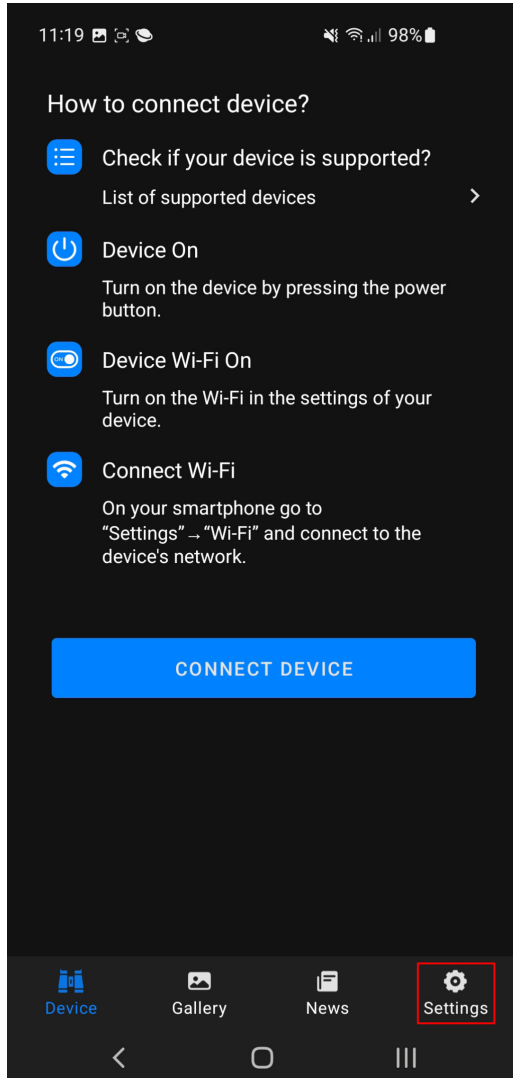 11:19 98%
How to connect device?
Check if your device is supported?
List of supported devices
Device On
Turn on the device by pressing the power
button.
ON
Device Wi-Fi On
Turn on the Wi-Fi in the settings of your
device.
Connect Wi-Fi
On your smartphone go to
“Settings”→“Wi-Fi” and connect to the
device's network.
CONNECT DEVICE
Device Gallery News Settings